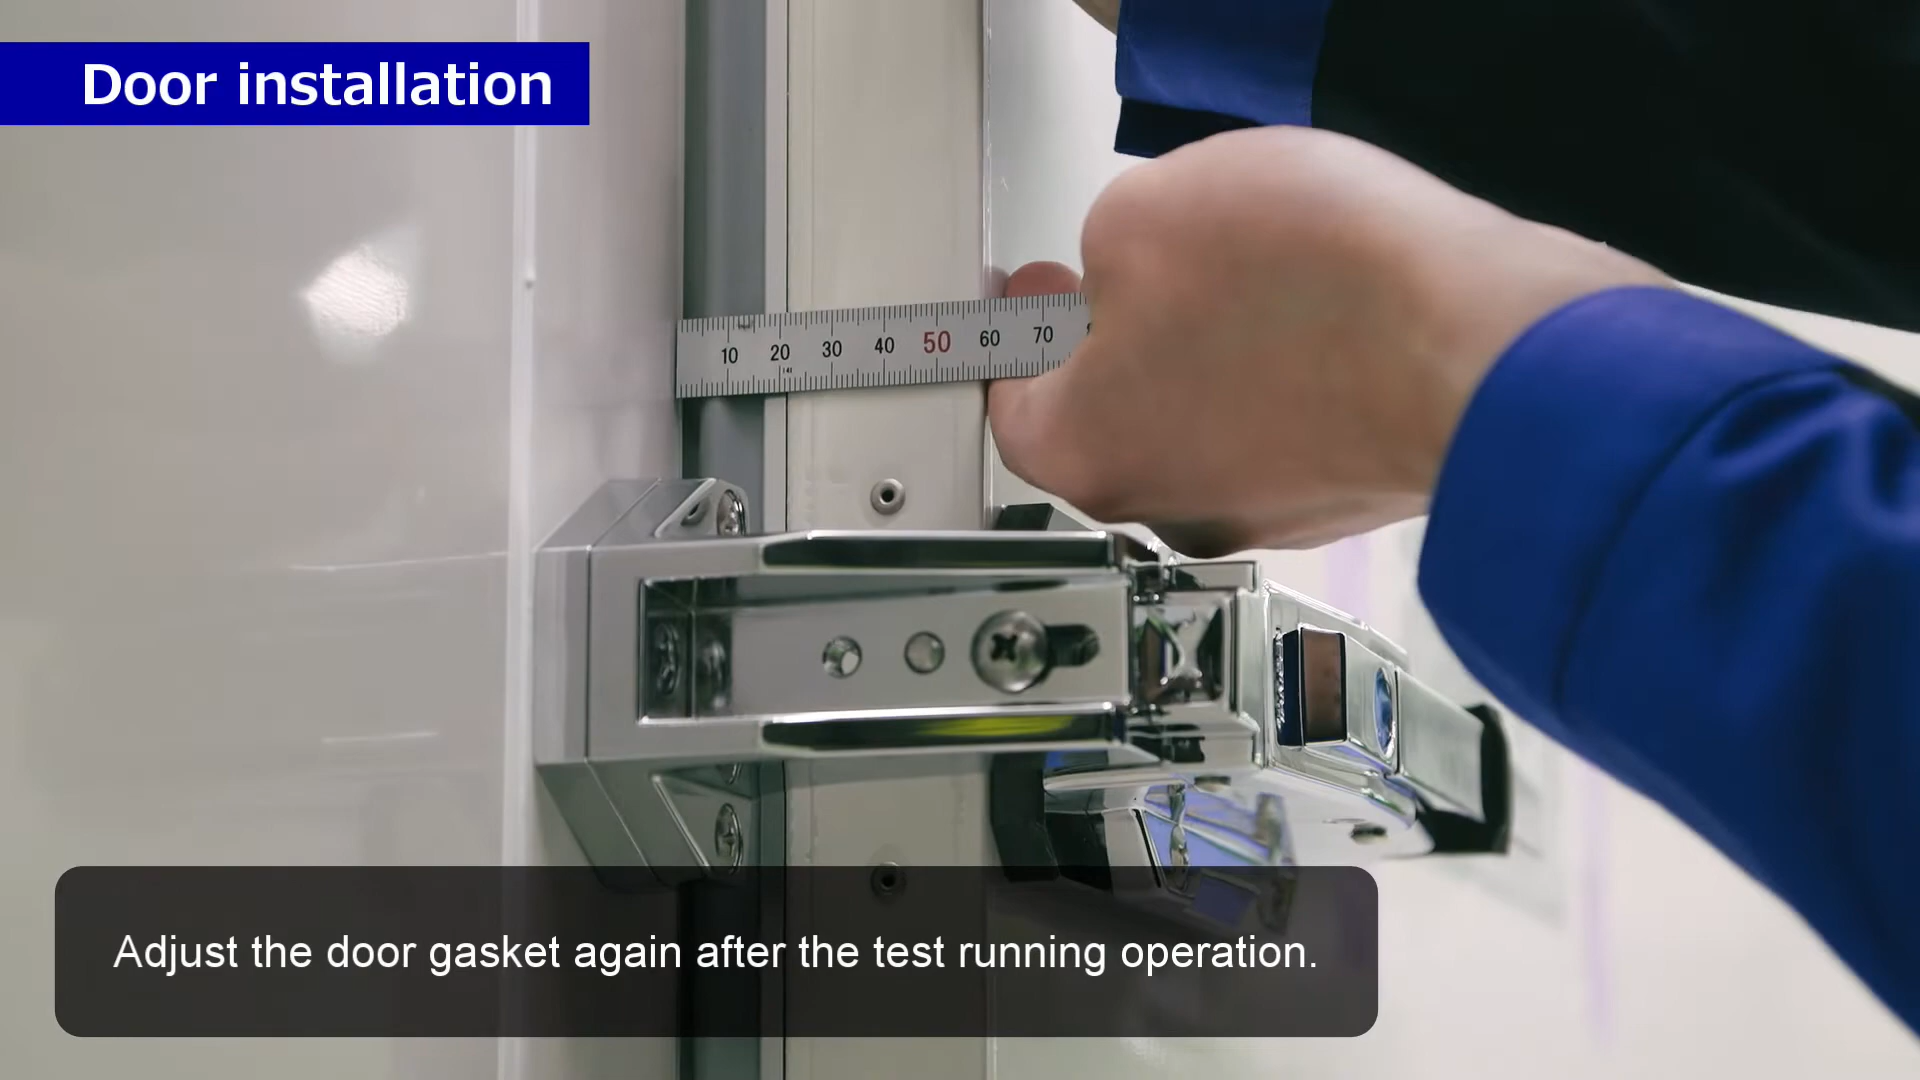 Door installation
10 20 30 40 50 60 70
Adjust the door gasket again after the test running operation.